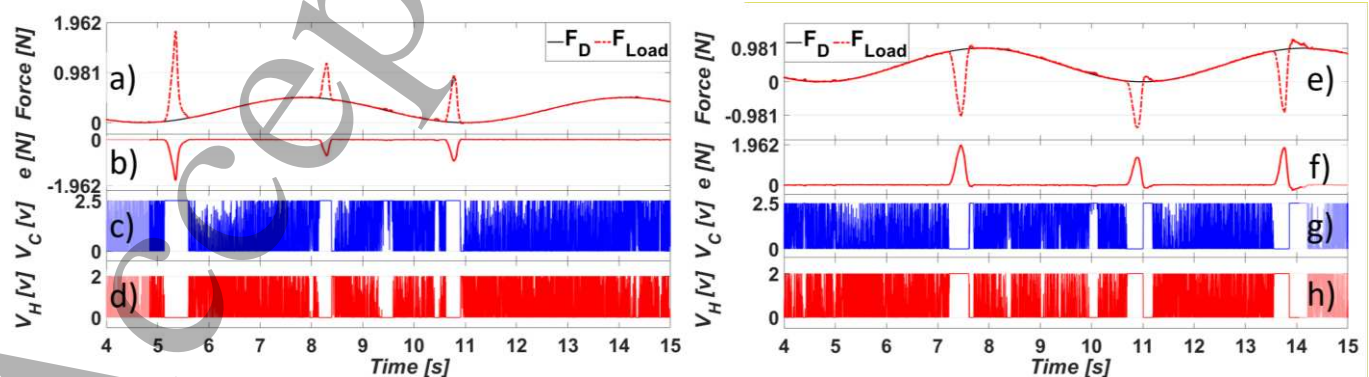 1.962
0.981
0
Force [N]
F_D F_Load
a)
0
-1.962
e [N]
b)
2.5
0
V_C [v]
c)
2
0
V_H [v]
d)
4 5 6 7 8 9 10 11 12 13 14 15
Time [s]
0.981
0
-0.981
Force [N]
F_D F_Load
e)
1.962
0
e [N]
f)
2.5
0
V_C [v]
g)
2
0
V_H [v]
h)
4 5 6 7 8 9 10 11 12 13 14 15
Time [s]
ccep